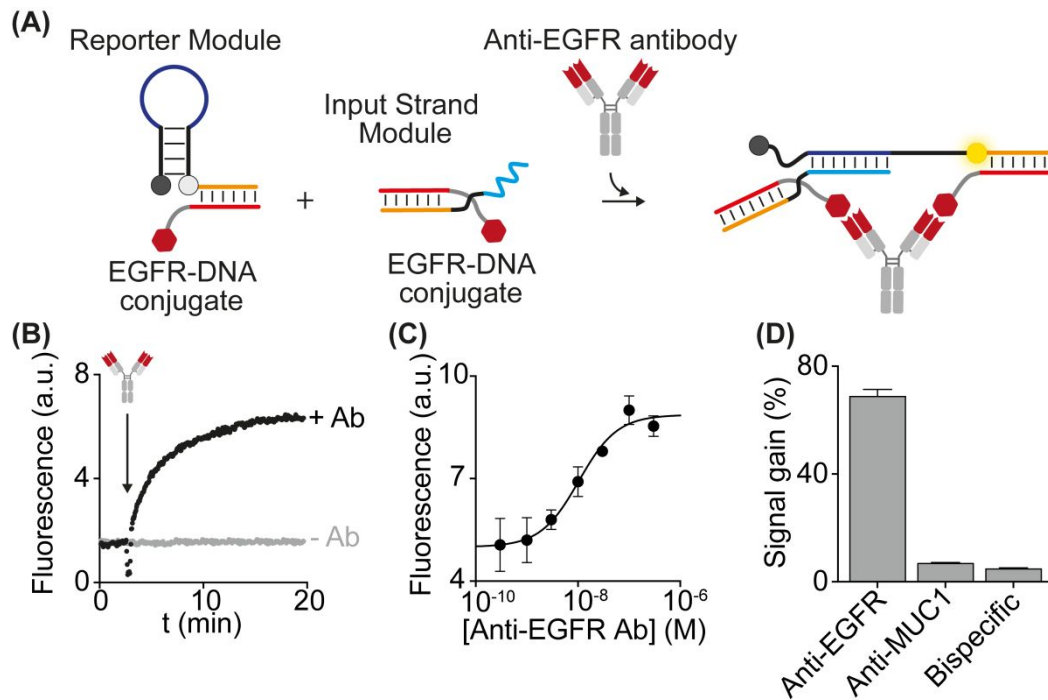 (A)
Reporter Module
Anti-EGFR antibody
Input Strand
Module
+
EGFR-DNA
conjugate
EGFR-DNA
conjugate
(B)
8
4
0
Fluorescence (a.u.)
+ Ab
- Ab
0
10
20
t (min)
(C)
10
7
4
Fluorescence (a.u.)
10-10
10-8
10-6
[Anti-EGFR Ab] (M)
(D)
80
40
0
Signal gain (%)
Anti-EGFR
Anti-MUC1
Bispecific